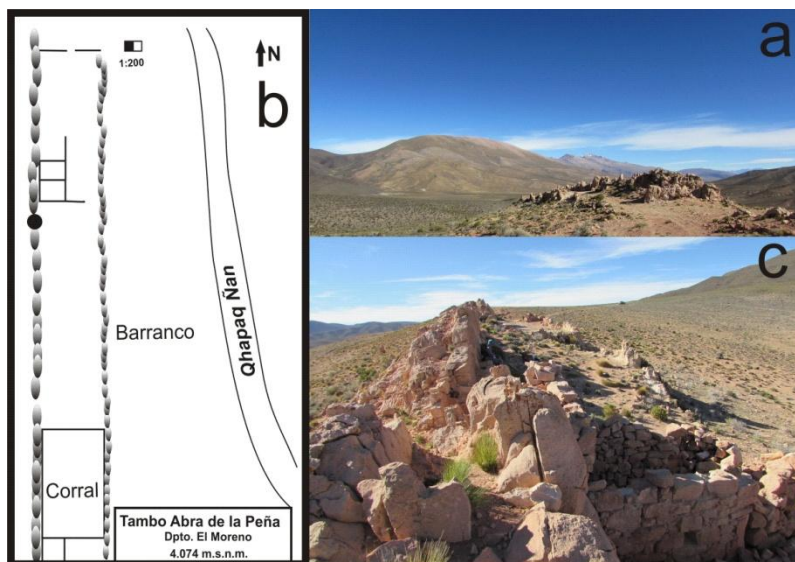 1:200
N
b
Barranco
Qhapaq Ñan
Corral
Tambo Abra de la Peña
Dpto. El Moreno
4.074 m.s.n.m.
a
c